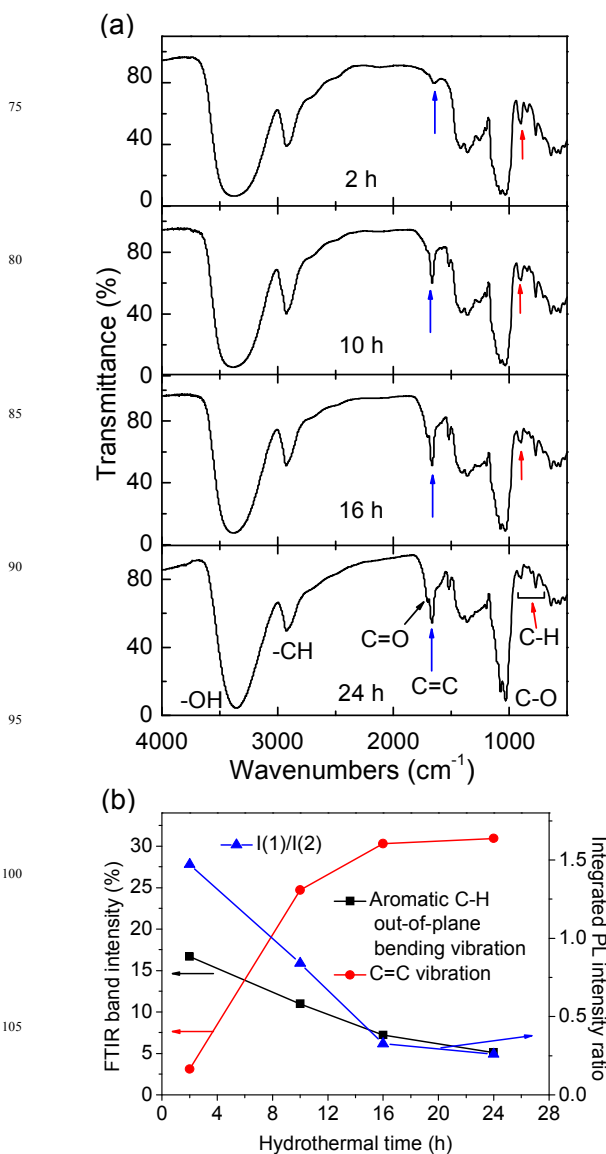 (a)
75
80
40
0
2 h
80
80
40
0
10 h
85
80
40
0
16 h
90
80
40
0
C=O
-CH
C-H
-OH
24 h
C=C
C-O
95
Transmittance (%)
4000 3000 2000 1000
Wavenumbers (cm-1)
(b)
100
105
30
25
20
15
10
5
0
FTIR band intensity (%)
I(1)/I(2)
Aromatic C-H
out-of-plane
bending vibration
C=C vibration
1.5
1.0
0.5
0.0
Integrated PL intensity ratio
0 4 8 12 16 20 24 28
Hydrothermal time (h)